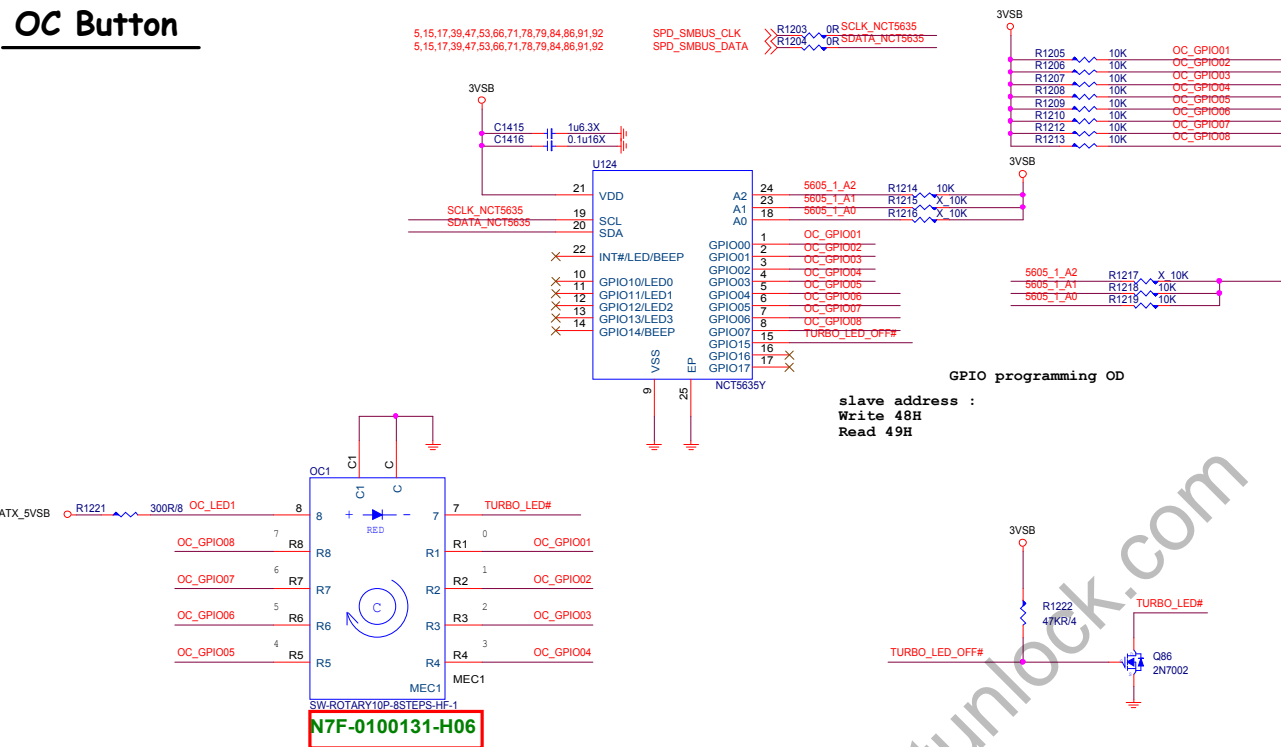 OC Button
5,15,17,39,47,53,66,71,78,79,84,86,91,92 SPD_SMBUS_CLK R1203 0R SCLK_NCT5635
5,15,17,39,47,53,66,71,78,79,84,86,91,92 SPD_SMBUS_DATA R1204 0R SDATA_NCT5635
3VSB
R1205 10K OC_GPIO01
R1206 10K OC_GPIO02
R1207 10K OC_GPIO03
R1208 10K OC_GPIO04
R1209 10K OC_GPIO05
R1210 10K OC_GPIO06
R1212 10K OC_GPIO07
R1213 10K OC_GPIO08
3VSB
C1415 1u6.3X
C1416 0.1u16X
3VSB
U124
21 VDD
19 SCL SCLK_NCT5635
20 SDA SDATA_NCT5635
22 INT#/LED/BEEP
10 GPIO10/LED0
11 GPIO11/LED1
12 GPIO12/LED2
13 GPIO13/LED3
14 GPIO14/BEEP
A2 24 5605_1_A2 R1214 10K
A1 23 5605_1_A1 R1215 X_10K
A0 18 5605_1_A0 R1216 X_10K
GPIO00 1 OC_GPIO01
GPIO01 2 OC_GPIO02
GPIO02 3 OC_GPIO03
GPIO03 4 OC_GPIO04
GPIO04 5 OC_GPIO05
GPIO05 6 OC_GPIO06
GPIO06 7 OC_GPIO07
GPIO07 8 OC_GPIO08
GPIO15 15 TURBO_LED_OFF#
GPIO16 16
GPIO17 17
VSS 9
EP 25
NCT5635Y
5605_1_A2 R1217 X_10K
5605_1_A1 R1218 10K
5605_1_A0 R1219 10K
GPIO programming OD
slave address :
Write 48H
Read 49H
OC1
C1 C
C1 C
ATX_5VSB R1221 300R/8 OC_LED1 8 8 + - 7 7 TURBO_LED#
RED
OC_GPIO08 7 R8 R8 R1 R1 0 OC_GPIO01
OC_GPIO07 6 R7 R7 R2 R2 1 OC_GPIO02
C
OC_GPIO06 5 R6 R6 R3 R3 2 OC_GPIO03
OC_GPIO05 4 R5 R5 R4 R4 3 OC_GPIO04
MEC1 MEC1
SW-ROTARY10P-8STEPS-HF-1
N7F-0100131-H06
3VSB
R1222
47KR/4
TURBO_LED#
TURBO_LED_OFF#
Q86
2N7002
tunlock.com